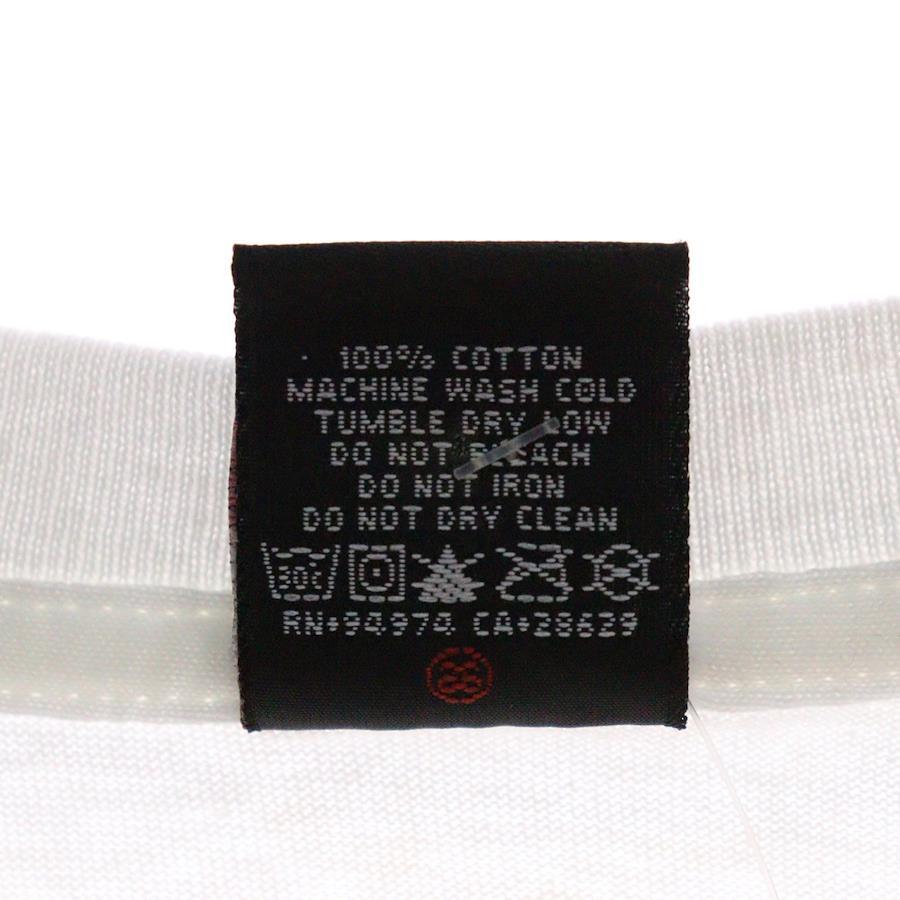 100% COTTON
MACHINE WASH COLD
TUMBLE DRY LOW
DO NOT BLEACH
DO NOT IRON
DO NOT DRY CLEAN
30C
RN#94974 CA#28629